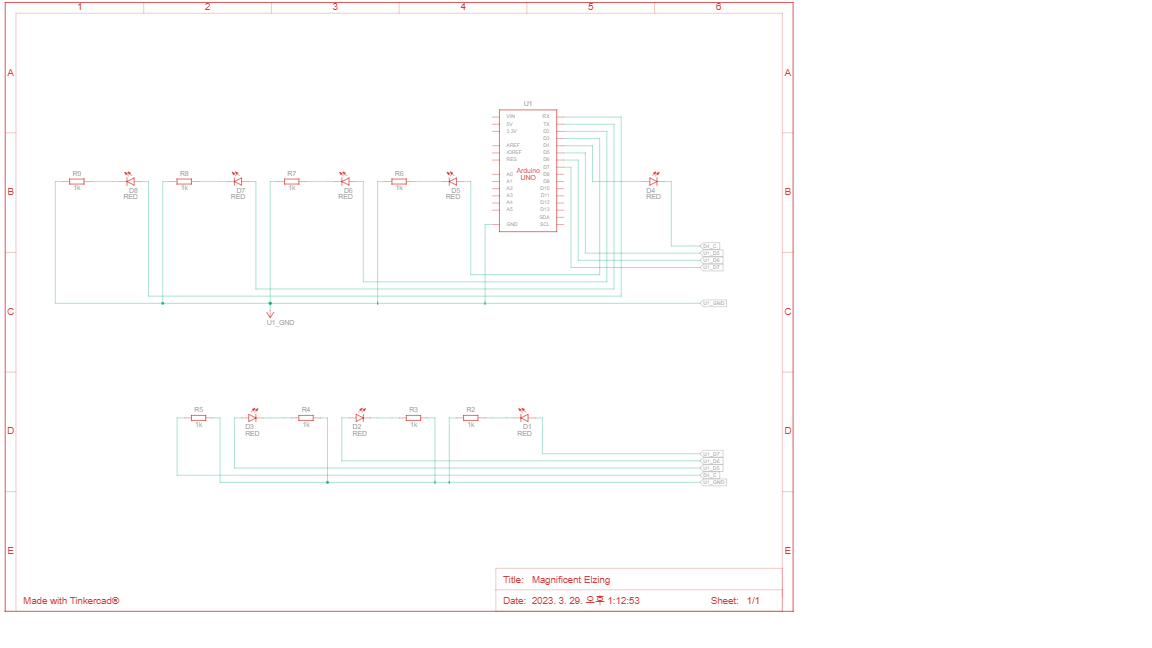 1 2 3 4 5 6
A A
U1
VIN RX
5V TX
3.3V D2
D3
AREF D4
IOREF D5
RES D6
D7
Arduino
UNO
A0 D8
A1 D9
A2 D10
A3 D11
A4 D12
A5 D13
SDA
GND SCL
B B
R9 R8 R7 R6
1k 1k 1k 1k
D8 D7 D6 D5 D4
RED RED RED RED RED
D4_C
U1_D5
U1_D6
U1_D7
U1_GND
C C
U1_GND
R5 R4 R3 R2
1k 1k 1k 1k
D D
D3 D2 D1
RED RED RED
U1_D7
U1_D6
U1_D5
D4_C
U1_GND
E E
Title: Magnificent Elzing
Made with Tinkercad®
Date: 2023. 3. 29. 오후 1:12:53 Sheet: 1/1